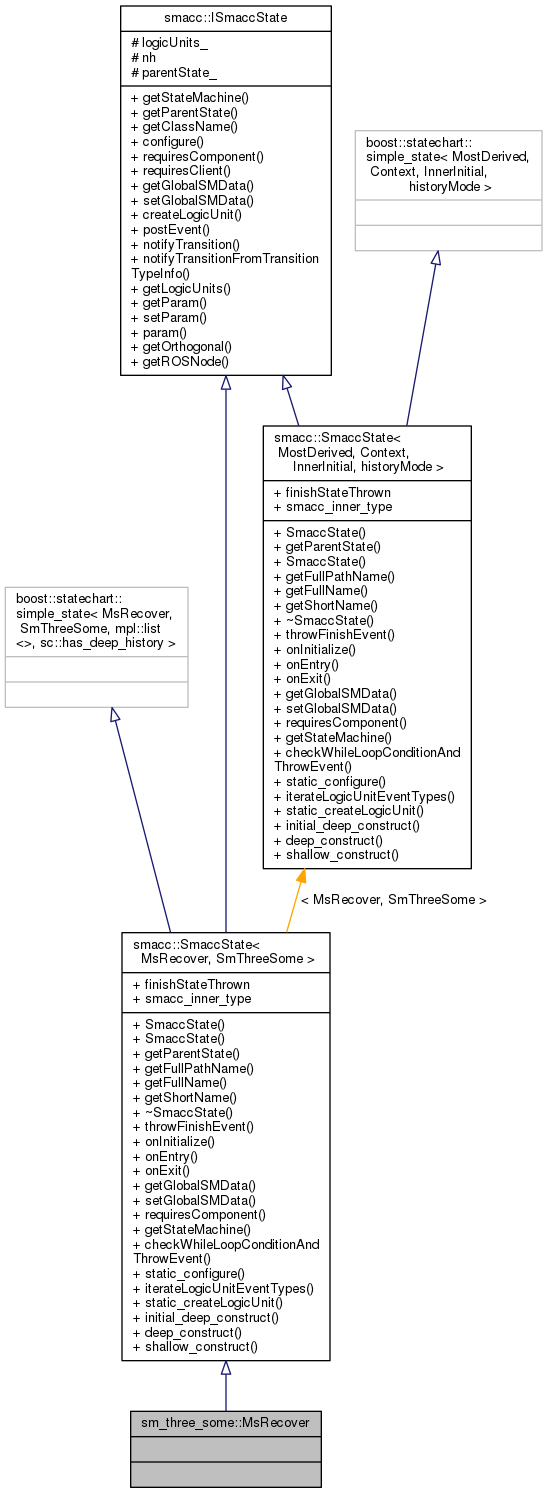 smacc::ISmaccState
# logicUnits_
# nh
# parentState_
+ getStateMachine()
+ getParentState()
+ getClassName()
+ configure()
+ requiresComponent()
+ requiresClient()
+ getGlobalSMData()
+ setGlobalSMData()
+ createLogicUnit()
+ postEvent()
+ notifyTransition()
+ notifyTransitionFromTransition
TypeInfo()
+ getLogicUnits()
+ getParam()
+ setParam()
+ param()
+ getOrthogonal()
+ getROSNode()
boost::statechart::
simple_state< MostDerived,
Context, InnerInitial,
historyMode >
smacc::SmaccState<
MostDerived, Context,
InnerInitial, historyMode >
+ finishStateThrown
+ smacc_inner_type
+ SmaccState()
+ getParentState()
+ SmaccState()
+ getFullPathName()
+ getFullName()
+ getShortName()
+ ~SmaccState()
+ throwFinishEvent()
+ onInitialize()
+ onEntry()
+ onExit()
+ getGlobalSMData()
+ setGlobalSMData()
+ requiresComponent()
+ getStateMachine()
+ checkWhileLoopConditionAnd
ThrowEvent()
+ static_configure()
+ iterateLogicUnitEventTypes()
+ static_createLogicUnit()
+ initial_deep_construct()
+ deep_construct()
+ shallow_construct()
boost::statechart::
simple_state< MsRecover,
SmThreeSome, mpl::list
<>, sc::has_deep_history >
< MsRecover, SmThreeSome >
smacc::SmaccState<
MsRecover, SmThreeSome >
+ finishStateThrown
+ smacc_inner_type
+ SmaccState()
+ SmaccState()
+ getParentState()
+ getFullPathName()
+ getFullName()
+ getShortName()
+ ~SmaccState()
+ throwFinishEvent()
+ onInitialize()
+ onEntry()
+ onExit()
+ getGlobalSMData()
+ setGlobalSMData()
+ requiresComponent()
+ getStateMachine()
+ checkWhileLoopConditionAnd
ThrowEvent()
+ static_configure()
+ iterateLogicUnitEventTypes()
+ static_createLogicUnit()
+ initial_deep_construct()
+ deep_construct()
+ shallow_construct()
sm_three_some::MsRecover